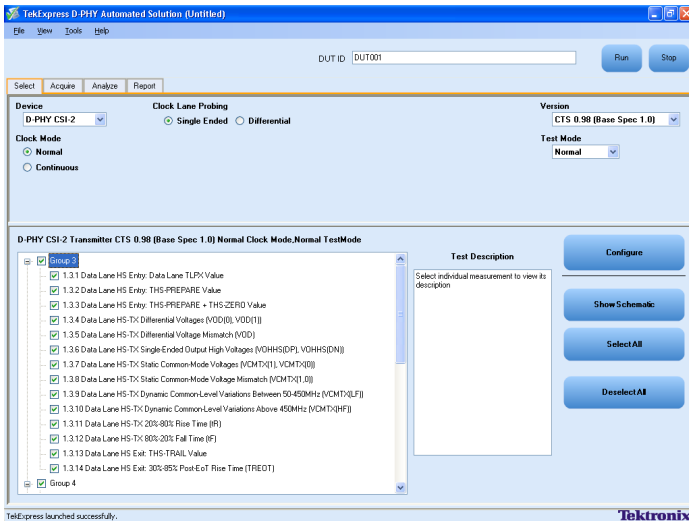 TekExpress D-PHY Automated Solution (Untitled)
File View Tools Help
DUT ID DUT001
Run Stop
Select Acquire Analyze Report
Device Clock Lane Probing Version
D-PHY CSI-2 Single Ended Differential CTS 0.98 (Base Spec 1.0)
Clock Mode Test Mode
Normal Normal
Continuous
D-PHY CSI-2 Transmitter CTS 0.98 (Base Spec 1.0) Normal Clock Mode,Normal TestMode
Group 3
1.3.1 Data Lane HS Entry: Data Lane TLPX Value
1.3.2 Data Lane HS Entry: THS-PREPARE Value
1.3.3 Data Lane HS Entry: THS-PREPARE + THS-ZERO Value
1.3.4 Data Lane HS-TX Differential Voltages (VOD(0), VOD(1))
1.3.5 Data Lane HS-TX Differential Voltage Mismatch (VOD)
1.3.6 Data Lane HS-TX Single-Ended Output High Voltages (VOHHS(DP), VOHHS(DN))
1.3.7 Data Lane HS-TX Static Common-Mode Voltages (VCMTX(1), VCMTX(0))
1.3.8 Data Lane HS-TX Static Common-Mode Voltage Mismatch (VCMTX(1,0))
1.3.9 Data Lane HS-TX Dynamic Common-Level Variations Between 50-450MHz (VCMTX(LF))
1.3.10 Data Lane HS-TX Dynamic Common-Level Variations Above 450MHz (VCMTX(HF))
1.3.11 Data Lane HS-TX 20%-80% Rise Time (tR)
1.3.12 Data Lane HS-TX 80%-20% Fall Time (tF)
1.3.13 Data Lane HS Exit: THS-TRAIL Value
1.3.14 Data Lane HS Exit: 30%-85% Post-EoT Rise Time (TREOT)
Group 4
Test Description
Select individual measurement to view its
description
Configure
Show Schematic
Select All
Deselect All
TekExpress launched successfully.
Tektronix